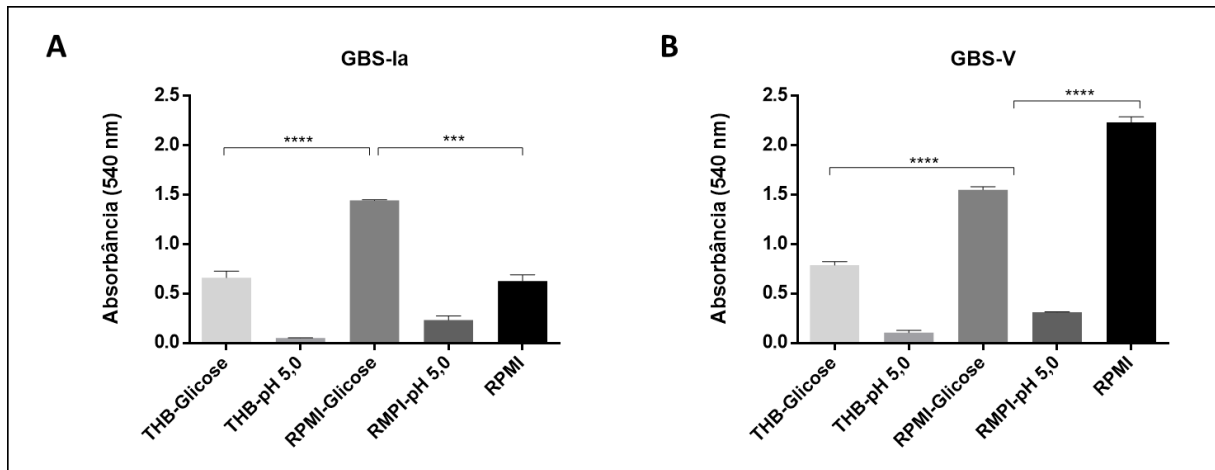 A
GBS-Ia
Absorbância (540 nm)
2.5
2.0
1.5
1.0
0.5
0.0
****
***
THB-Glicose
THB-pH 5,0
RPMI-Glicose
RMPI-pH 5,0
RPMI
B
GBS-V
Absorbância (540 nm)
2.5
2.0
1.5
1.0
0.5
0.0
****
****
THB-Glicose
THB-pH 5,0
RPMI-Glicose
RMPI-pH 5,0
RPMI